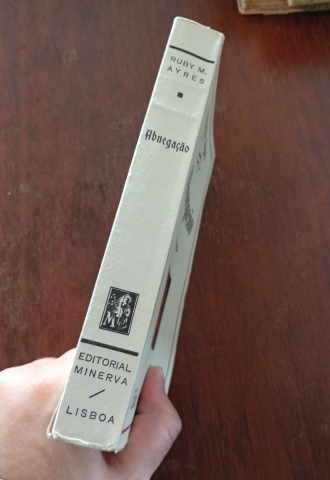 RUBY M.
AYRES
Abnegação
M
EDITORIAL
MINERVA
/
LISBOA